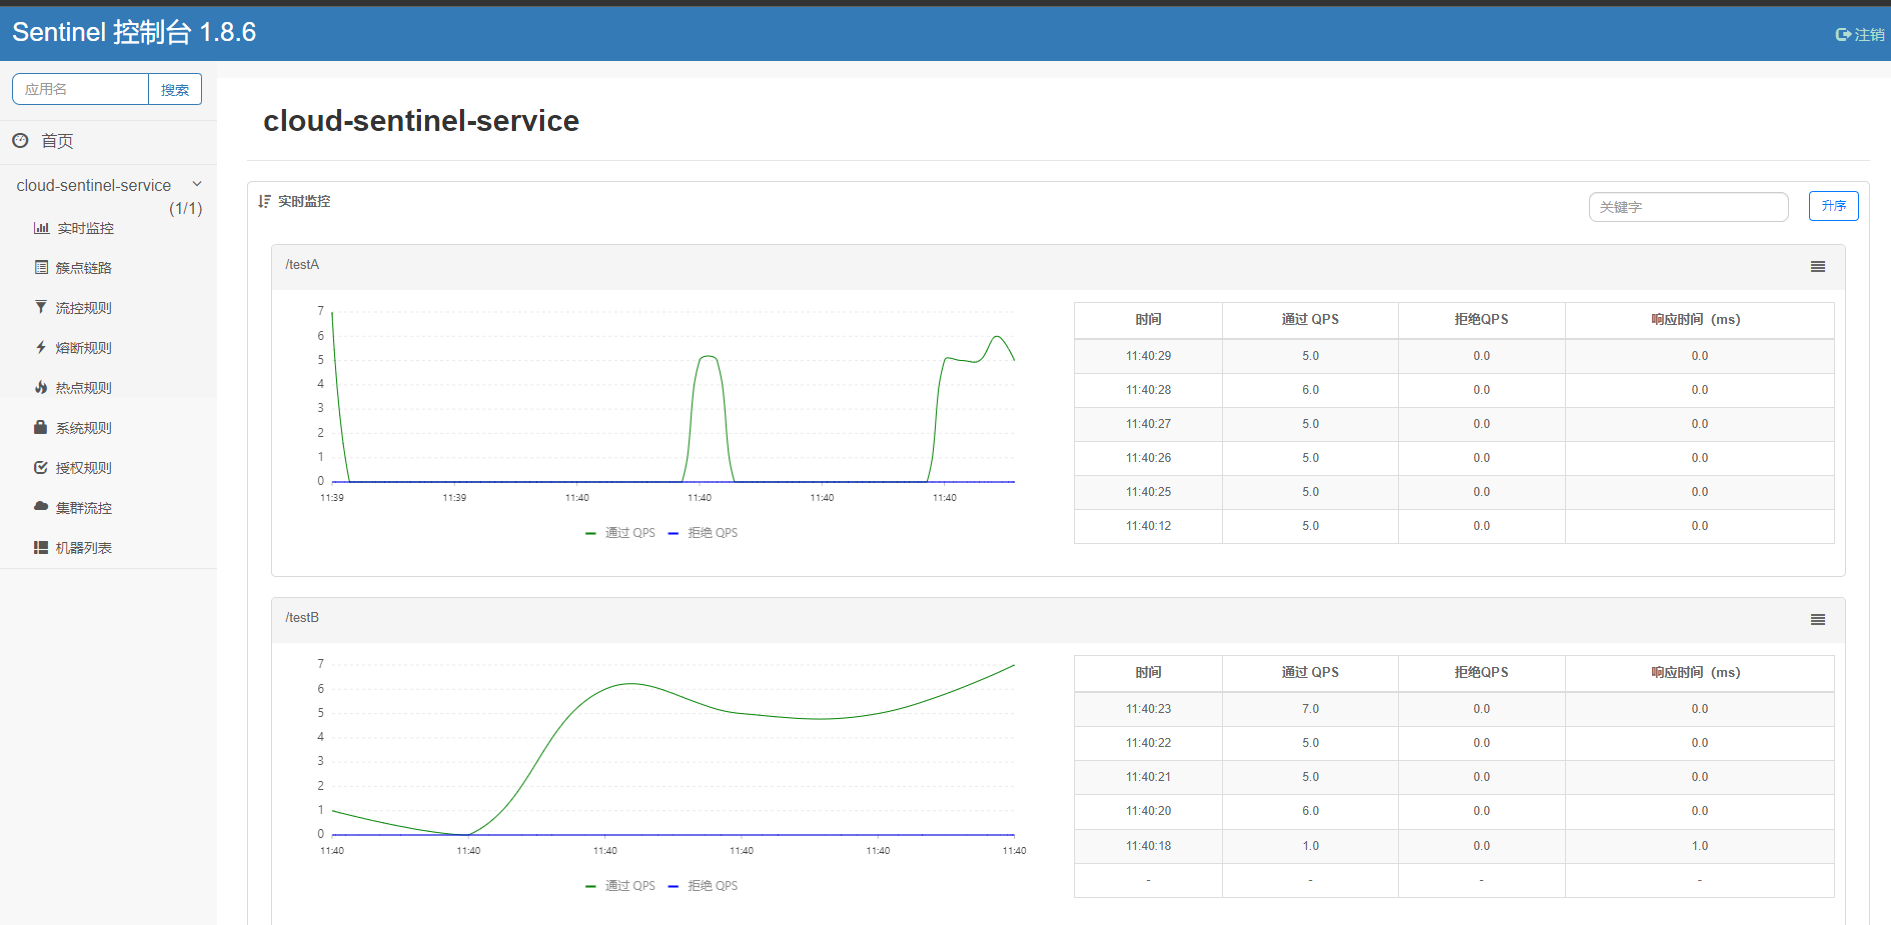 Sentinel 控制台 1.8.6
注销
应用名 搜索
首页
cloud-sentinel-service
(1/1)
实时监控
簇点链路
流控规则
熔断规则
热点规则
系统规则
授权规则
集群流控
机器列表
cloud-sentinel-service
实时监控
关键字 升序
/testA
7
6
5
4
3
2
1
0
11:39 11:39 11:40 11:40 11:40 11:40
通过 QPS 拒绝 QPS
时间 通过 QPS 拒绝QPS 响应时间（ms）
11:40:29 5.0 0.0 0.0
11:40:28 6.0 0.0 0.0
11:40:27 5.0 0.0 0.0
11:40:26 5.0 0.0 0.0
11:40:25 5.0 0.0 0.0
11:40:12 5.0 0.0 0.0
/testB
7
6
5
4
3
2
1
0
11:40 11:40 11:40 11:40 11:40 11:40
通过 QPS 拒绝 QPS
时间 通过 QPS 拒绝QPS 响应时间（ms）
11:40:23 7.0 0.0 0.0
11:40:22 5.0 0.0 0.0
11:40:21 5.0 0.0 0.0
11:40:20 6.0 0.0 0.0
11:40:18 1.0 0.0 1.0
- - - -